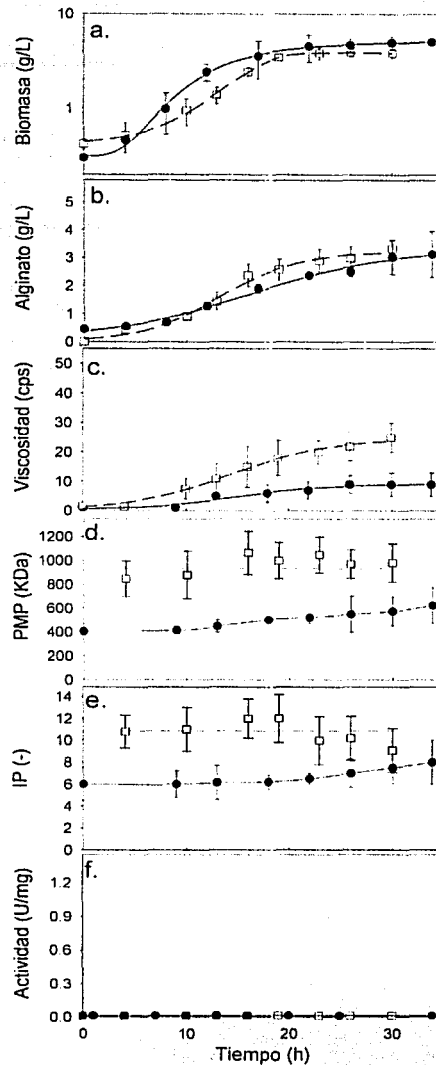 a.
Biomasa (g/L)
10
1
b.
Alginato (g/L)
5
4
3
2
1
0
c.
Viscosidad (cps)
50
40
30
20
10
0
d.
PMP (KDa)
1200
1000
800
600
400
200
0
e.
IP (-)
14
12
10
8
6
4
2
0
f.
Actividad (U/mg)
1.2
0.9
0.6
0.3
0.0
0
10
20
30
Tiempo (h)